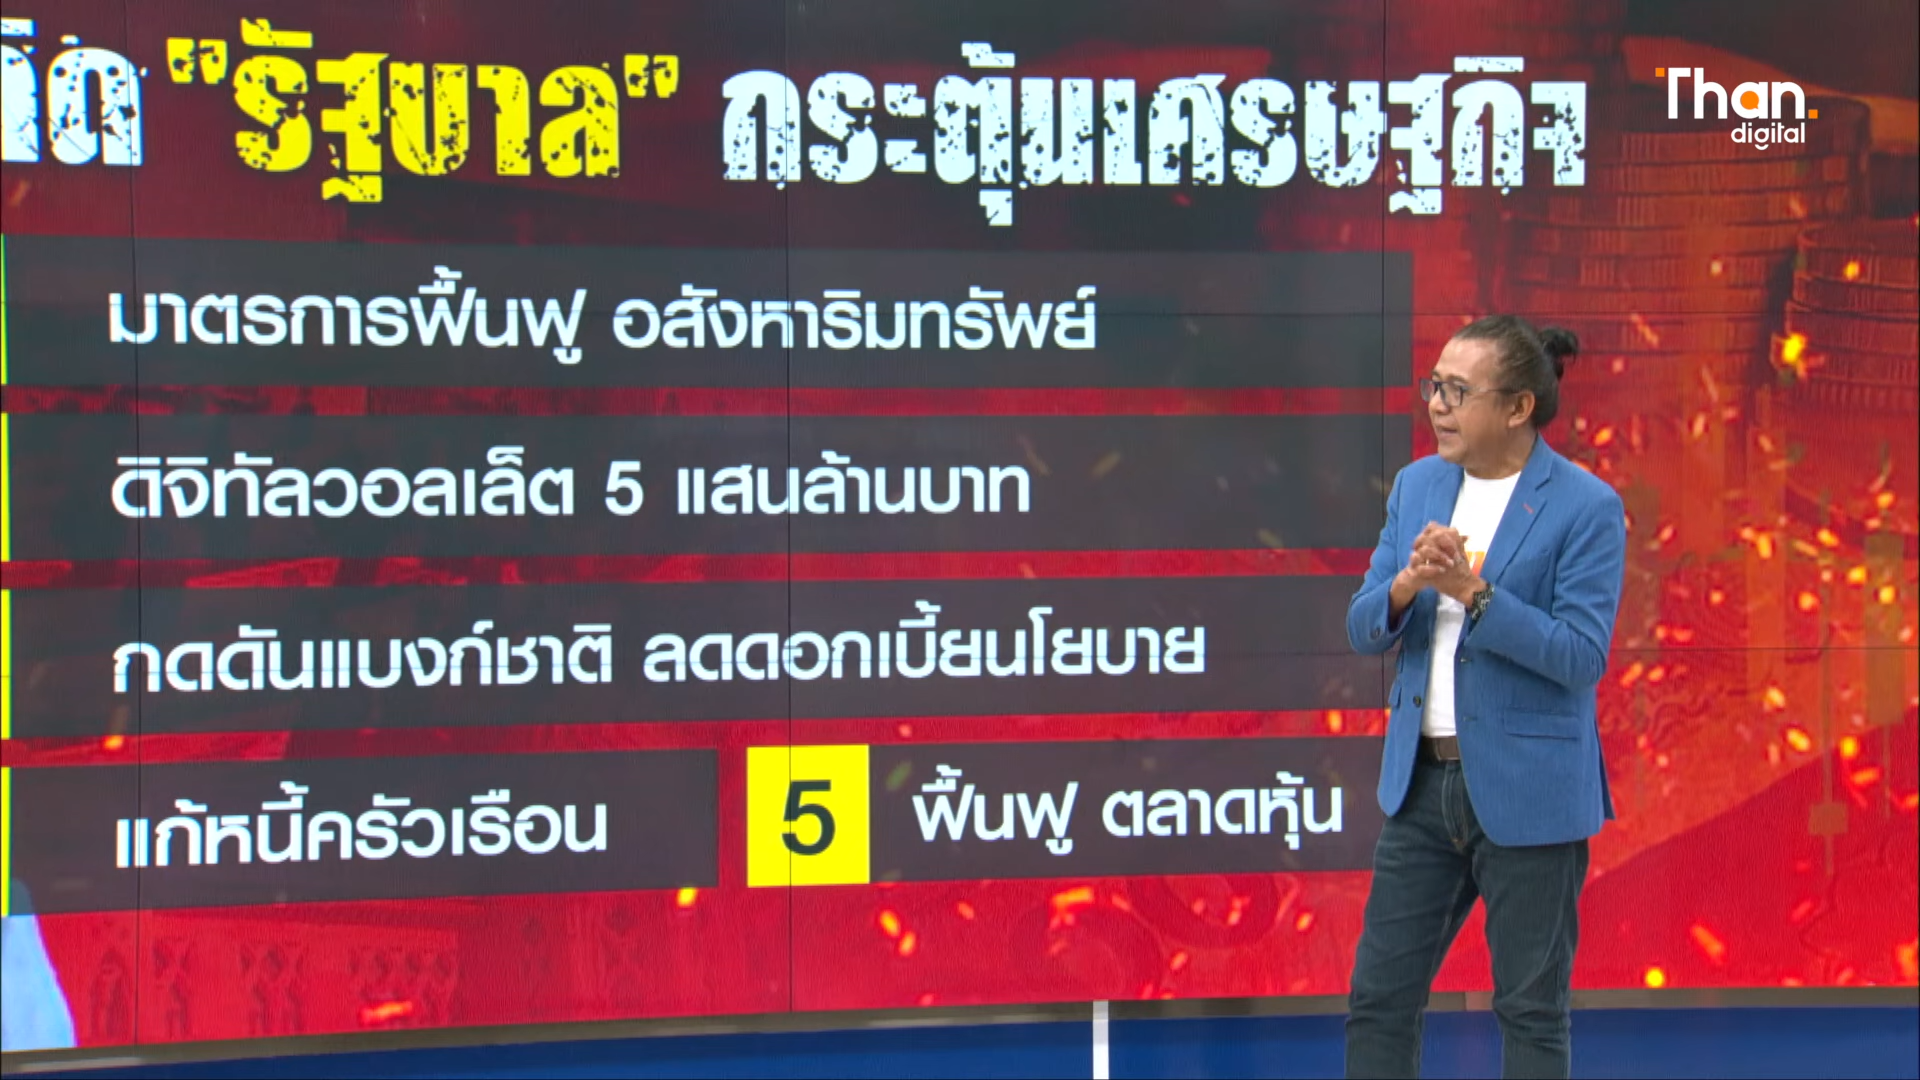 "รัฐบาล" กระตุ้นเศรษฐกิจ
Than.
digital
มาตรการฟื้นฟู อสังหาริมทรัพย์
ดิจิทัลวอลเล็ต 5 แสนล้านบาท
กดดันแบงก์ชาติ ลดดอกเบี้ยนโยบาย
แก้หนี้ครัวเรือน
5 ฟื้นฟู ตลาดหุ้น